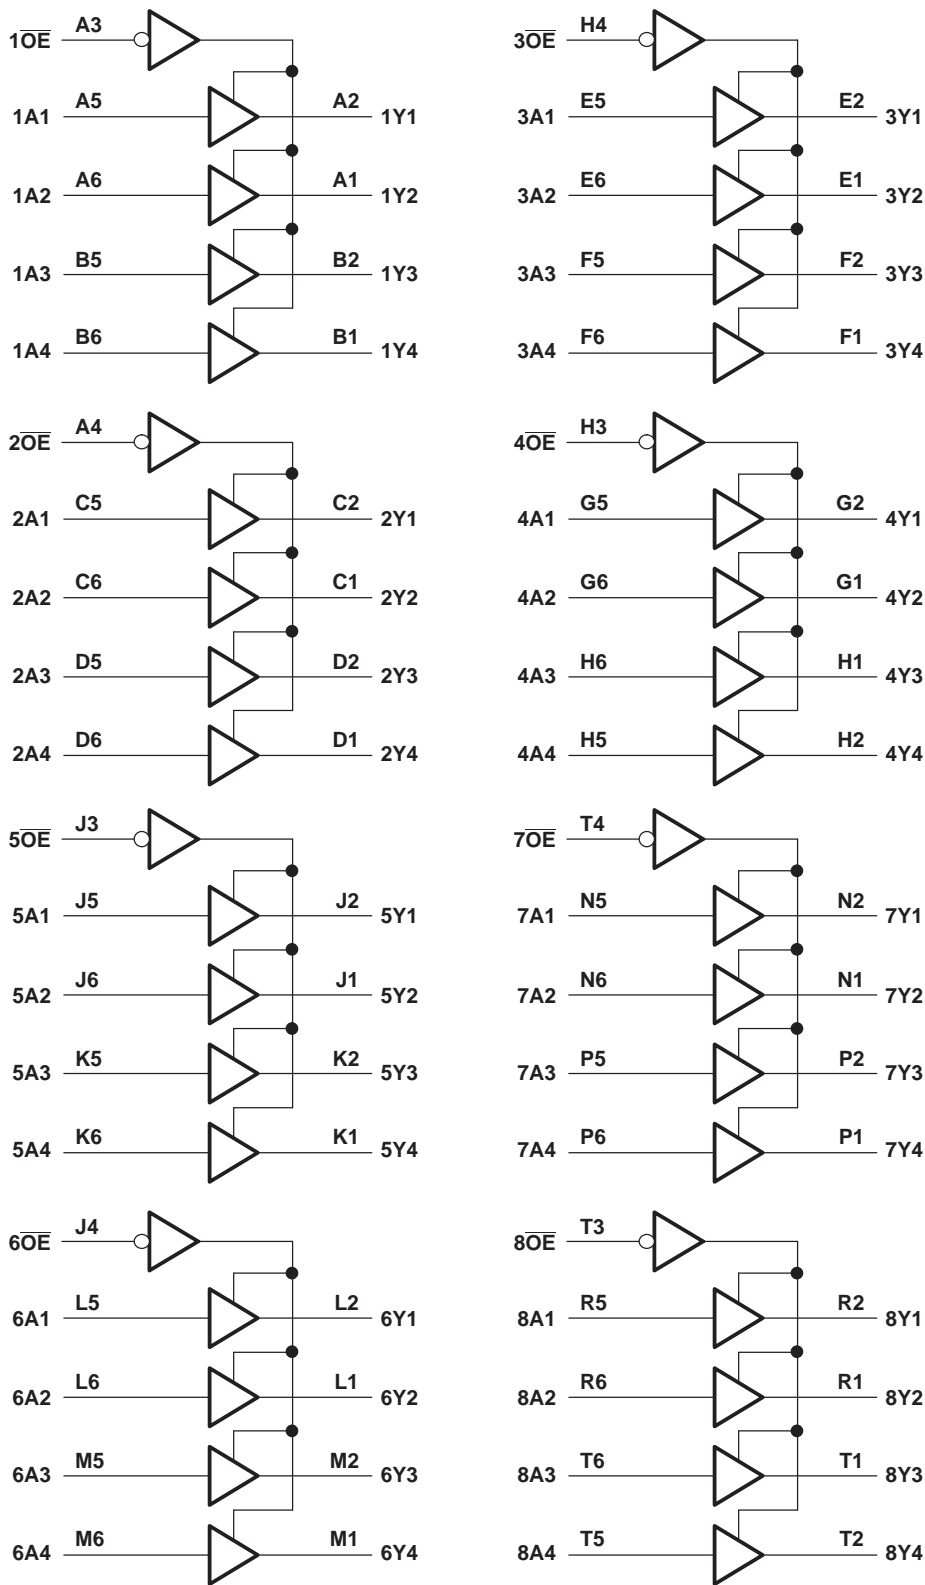 1OE A3
1A1 A5 A2 1Y1
1A2 A6 A1 1Y2
1A3 B5 B2 1Y3
1A4 B6 B1 1Y4
2OE A4
2A1 C5 C2 2Y1
2A2 C6 C1 2Y2
2A3 D5 D2 2Y3
2A4 D6 D1 2Y4
5OE J3
5A1 J5 J2 5Y1
5A2 J6 J1 5Y2
5A3 K5 K2 5Y3
5A4 K6 K1 5Y4
6OE J4
6A1 L5 L2 6Y1
6A2 L6 L1 6Y2
6A3 M5 M2 6Y3
6A4 M6 M1 6Y4
3OE H4
3A1 E5 E2 3Y1
3A2 E6 E1 3Y2
3A3 F5 F2 3Y3
3A4 F6 F1 3Y4
4OE H3
4A1 G5 G2 4Y1
4A2 G6 G1 4Y2
4A3 H6 H1 4Y3
4A4 H5 H2 4Y4
7OE T4
7A1 N5 N2 7Y1
7A2 N6 N1 7Y2
7A3 P5 P2 7Y3
7A4 P6 P1 7Y4
8OE T3
8A1 R5 R2 8Y1
8A2 R6 R1 8Y2
8A3 T6 T1 8Y3
8A4 T5 T2 8Y4